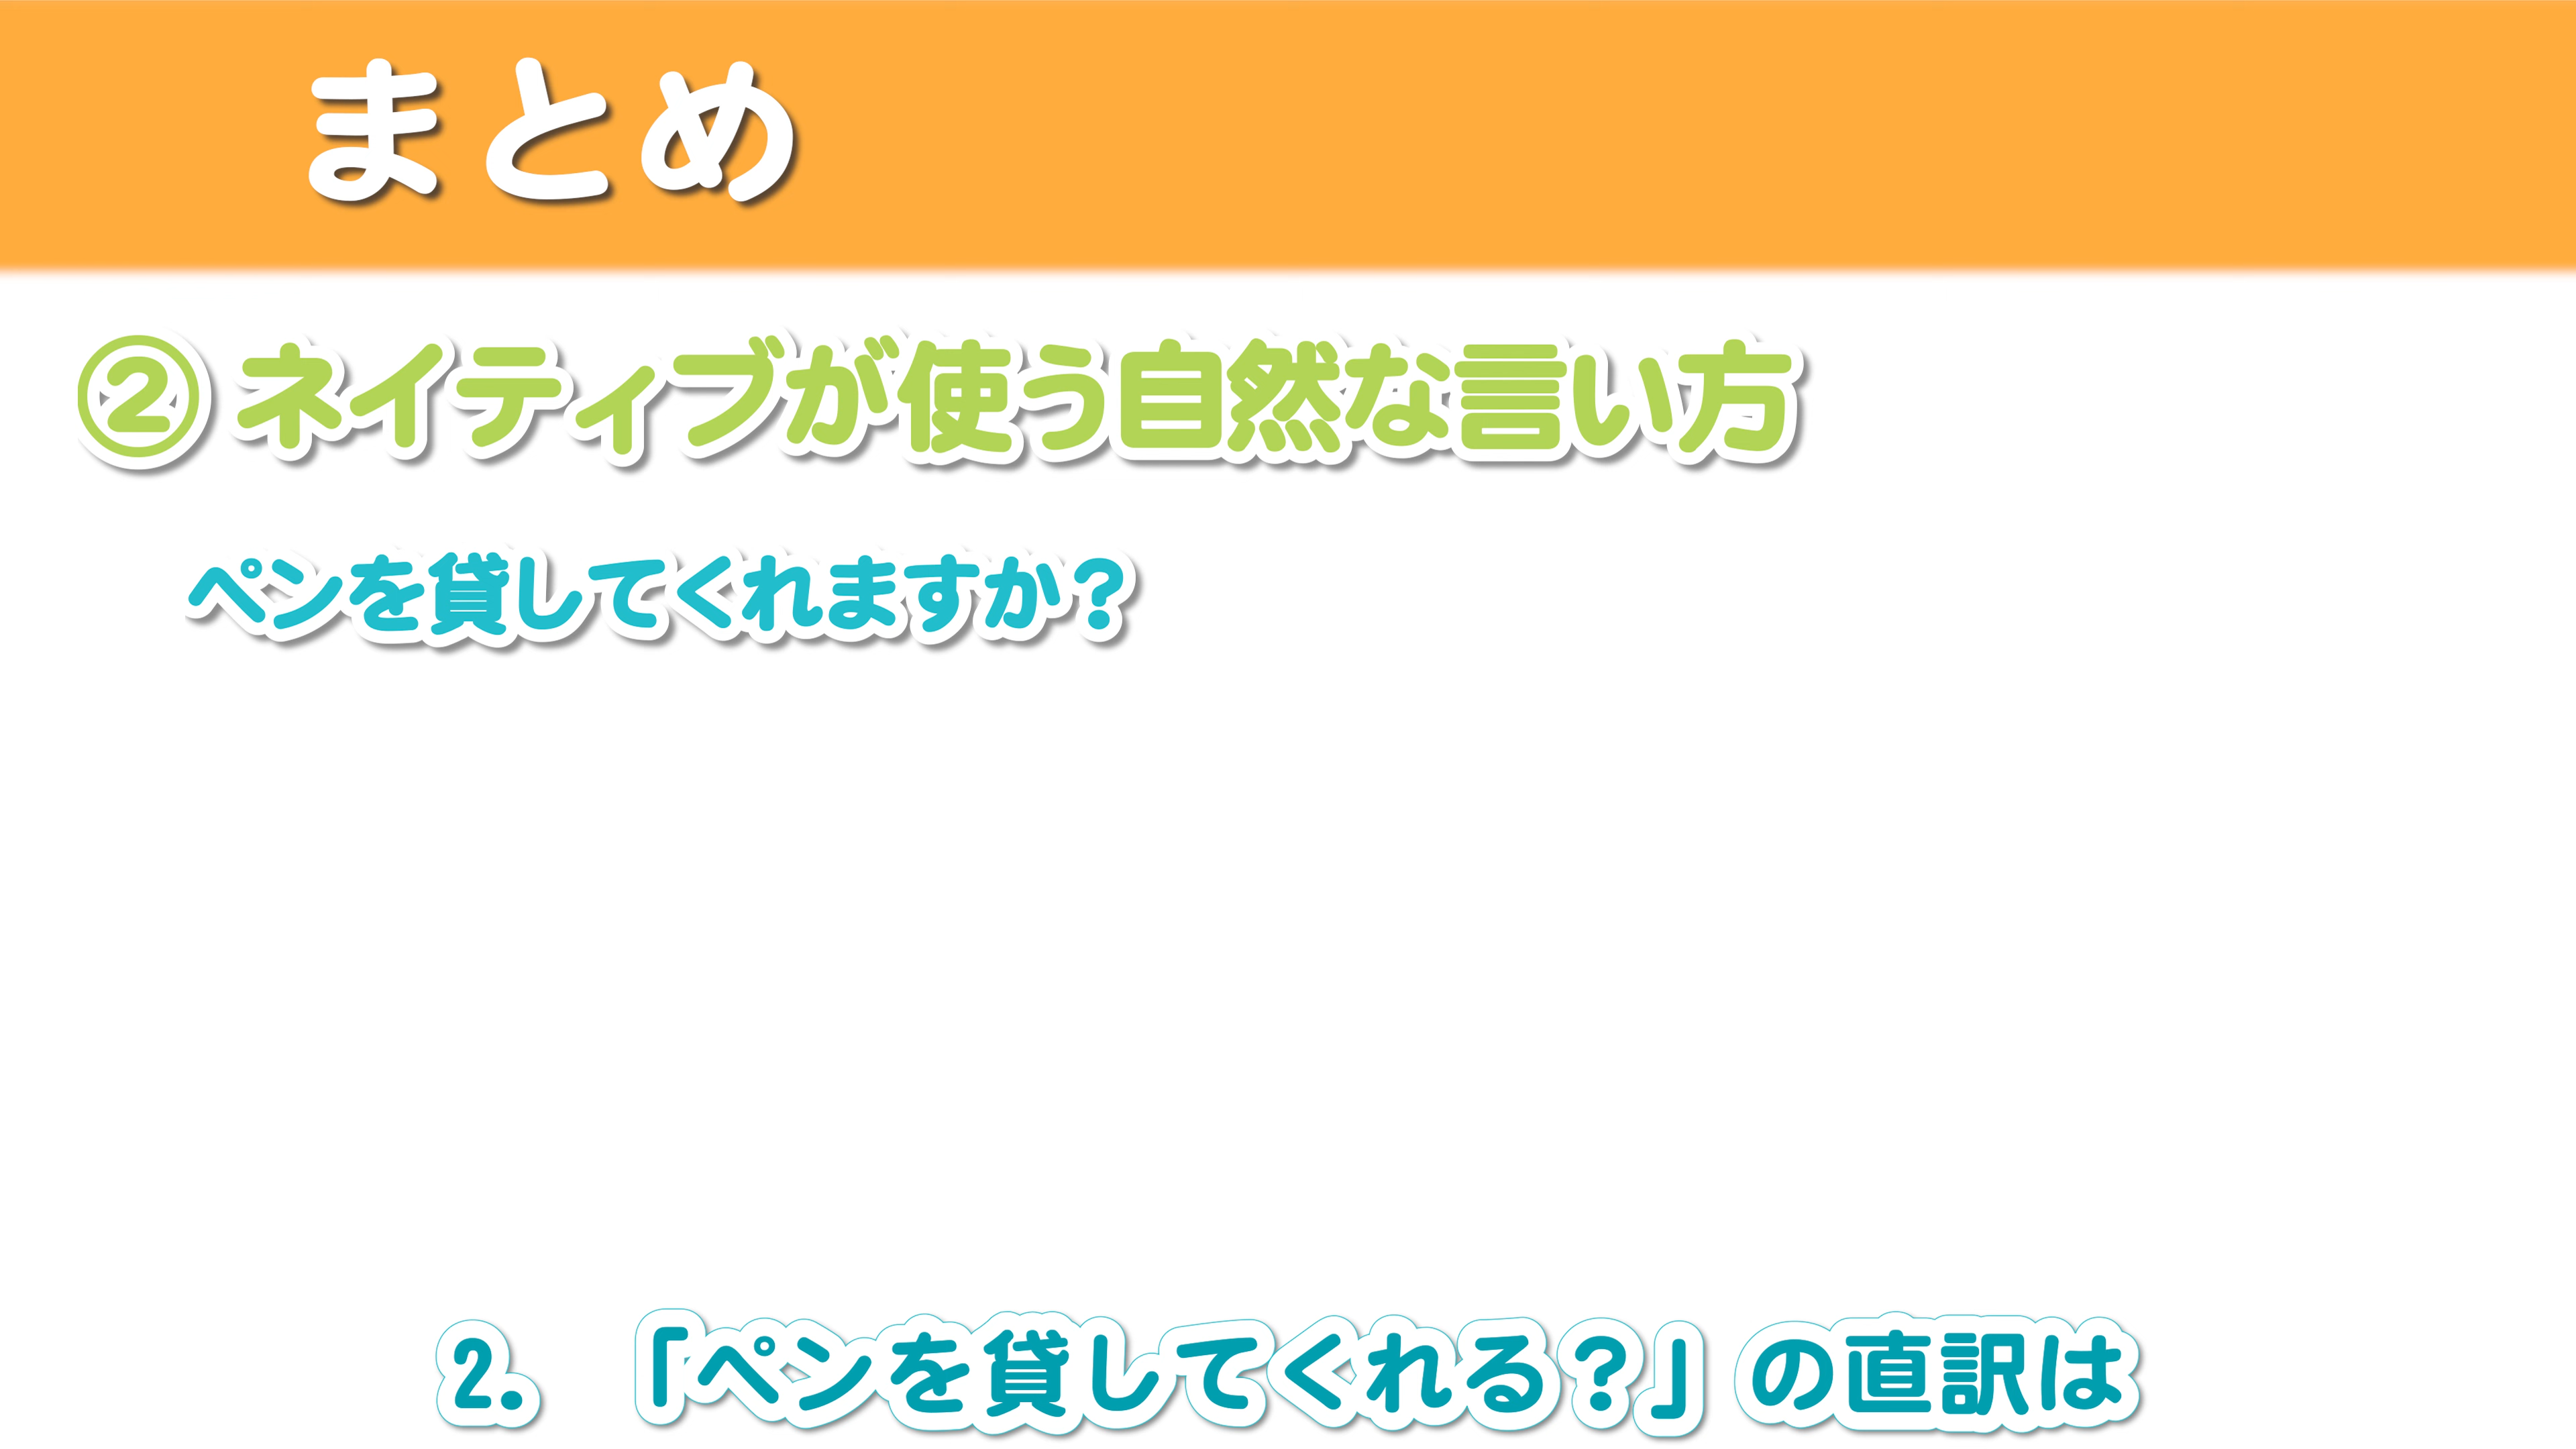 まとめ
② ネイティブが使う自然な言い方
ペンを貸してくれますか？
2. 「ペンを貸してくれる？」の直訳は